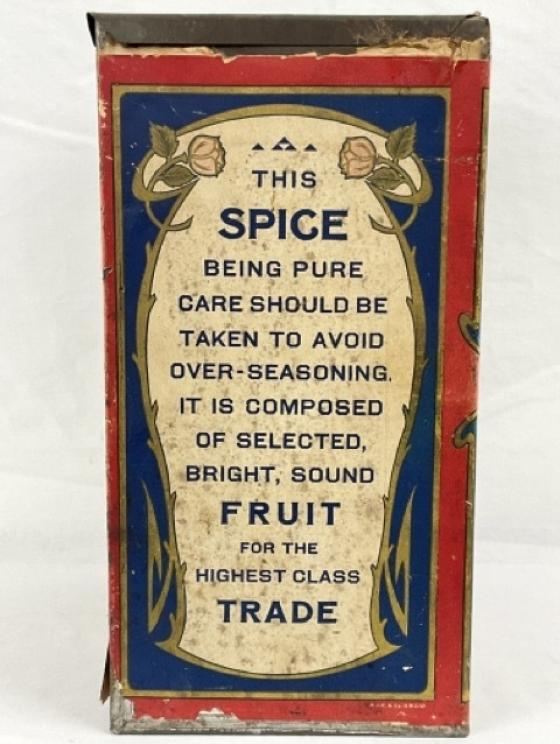 THIS
SPICE
BEING PURE
CARE SHOULD BE
TAKEN TO AVOID
OVER-SEASONING.
IT IS COMPOSED
OF SELECTED,
BRIGHT, SOUND
FRUIT
FOR THE
HIGHEST CLASS
TRADE